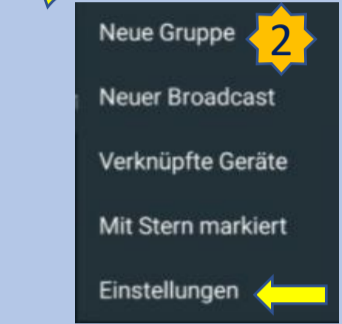 Neue Gruppe 2
Neuer Broadcast
Verknüpfte Geräte
Mit Stern markiert
Einstellungen